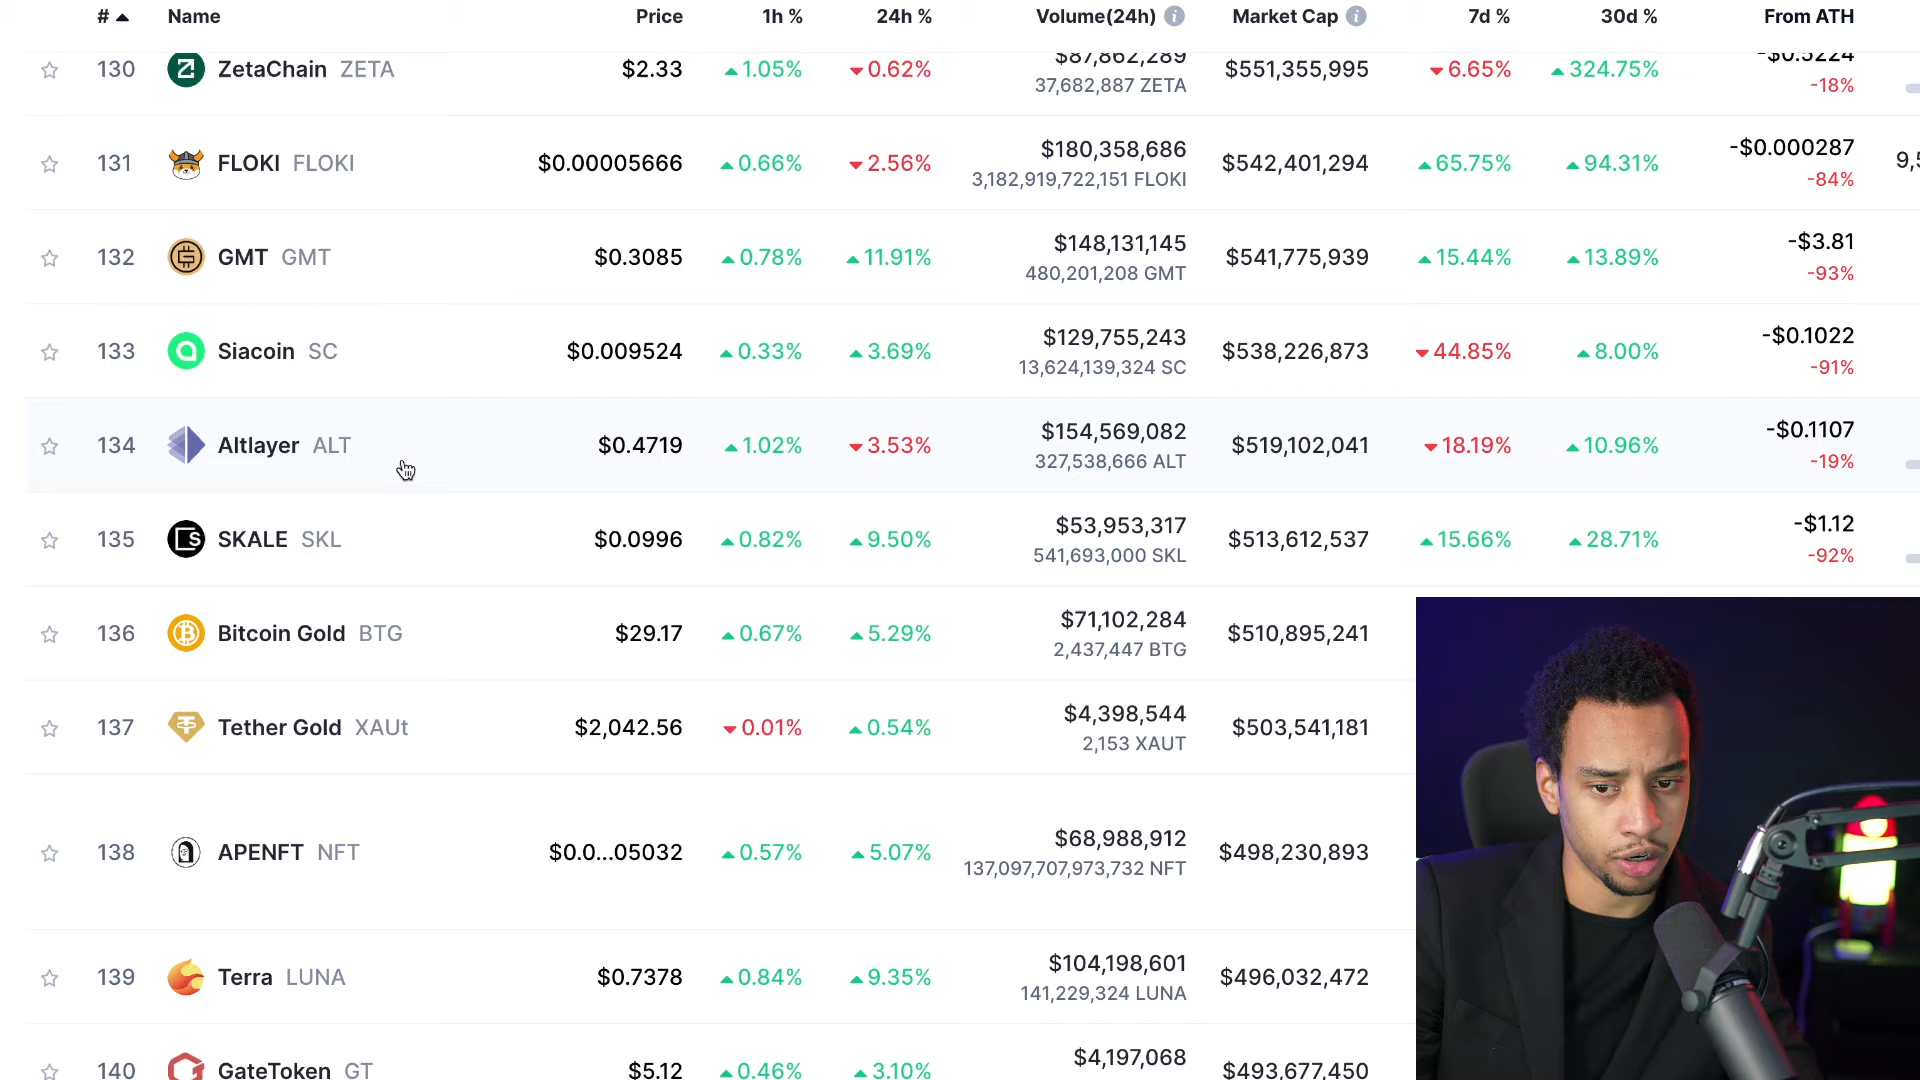 # Name Price 1h % 24h % Volume(24h) Market Cap 7d % 30d % From ATH
130 ZetaChain ZETA $2.33 1.05% 0.62% $87,862,289 $551,355,995 6.65% 324.75% -$0.5224
37,682,887 ZETA -18%
131 FLOKI FLOKI $0.00005666 0.66% 2.56% $180,358,686 $542,401,294 65.75% 94.31% -$0.000287
3,182,919,722,151 FLOKI -84%
132 GMT GMT $0.3085 0.78% 11.91% $148,131,145 $541,775,939 15.44% 13.89% -$3.81
480,201,208 GMT -93%
133 Siacoin SC $0.009524 0.33% 3.69% $129,755,243 $538,226,873 44.85% 8.00% -$0.1022
13,624,139,324 SC -91%
134 Altlayer ALT $0.4719 1.02% 3.53% $154,569,082 $519,102,041 18.19% 10.96% -$0.1107
327,538,666 ALT -19%
135 SKALE SKL $0.0996 0.82% 9.50% $53,953,317 $513,612,537 15.66% 28.71% -$1.12
541,693,000 SKL -92%
136 Bitcoin Gold BTG $29.17 0.67% 5.29% $71,102,284 $510,895,241
2,437,447 BTG
137 Tether Gold XAUt $2,042.56 0.01% 0.54% $4,398,544 $503,541,181
2,153 XAUT
138 APENFT NFT $0.0...05032 0.57% 5.07% $68,988,912 $498,230,893
137,097,707,973,732 NFT
139 Terra LUNA $0.7378 0.84% 9.35% $104,198,601 $496,032,472
141,229,324 LUNA
140 GateToken GT $5.12 0.46% 3.10% $4,197,068 $493,677,450